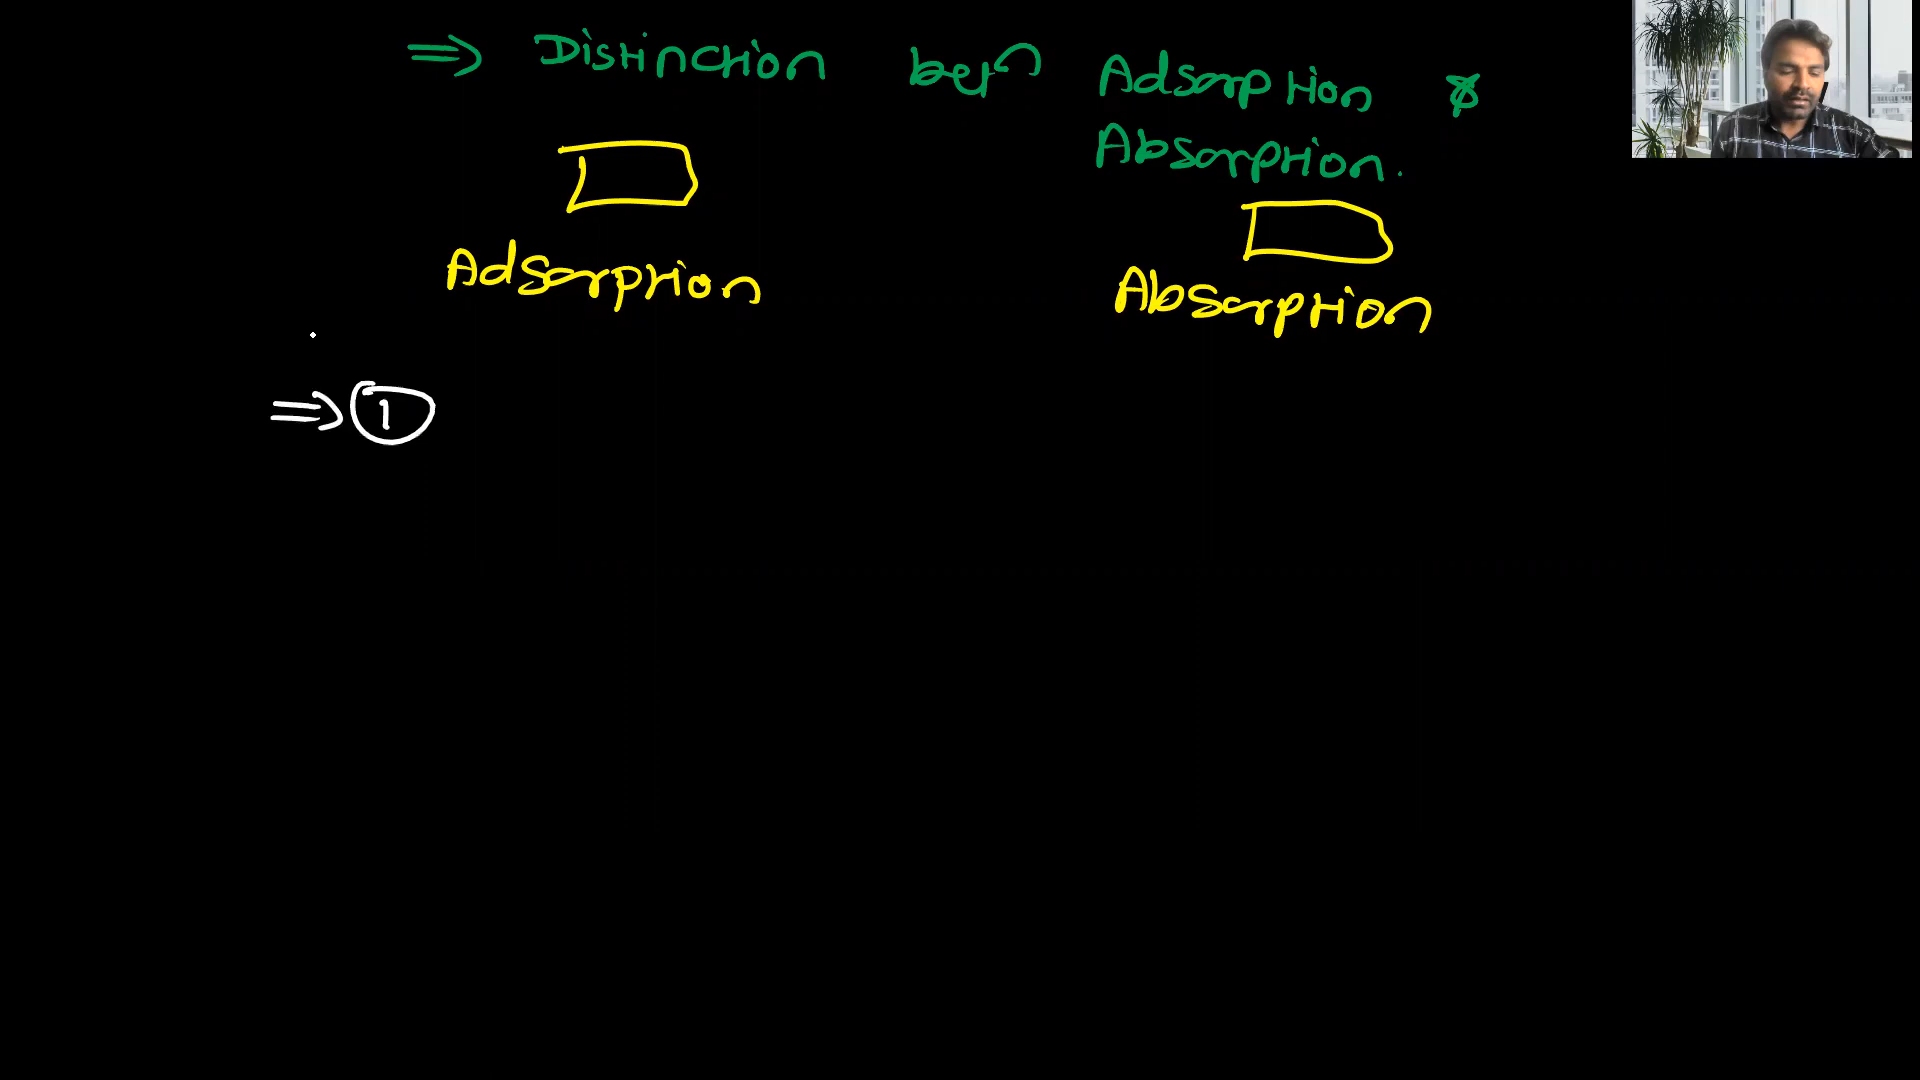 ⇒ Distinction betn Adsorption &
Absorption.
Adsorption Absorption
⇒ 1